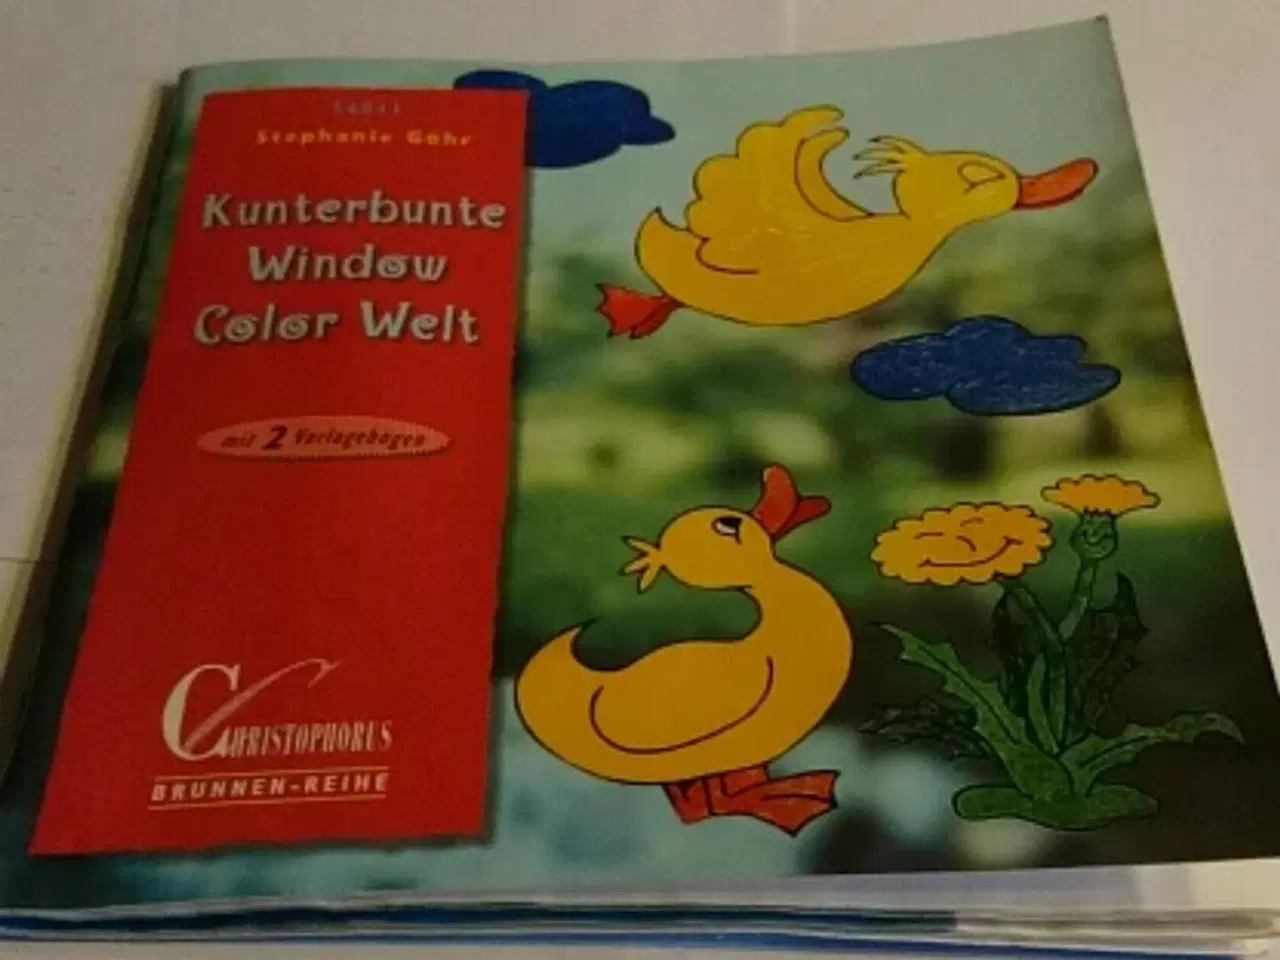 Stephanie Göhr
Kunterbunte
Window
Color Welt
mit 2 Vorlagebogen
CHRISTOPHORUS
BRUNNEN-REIHE